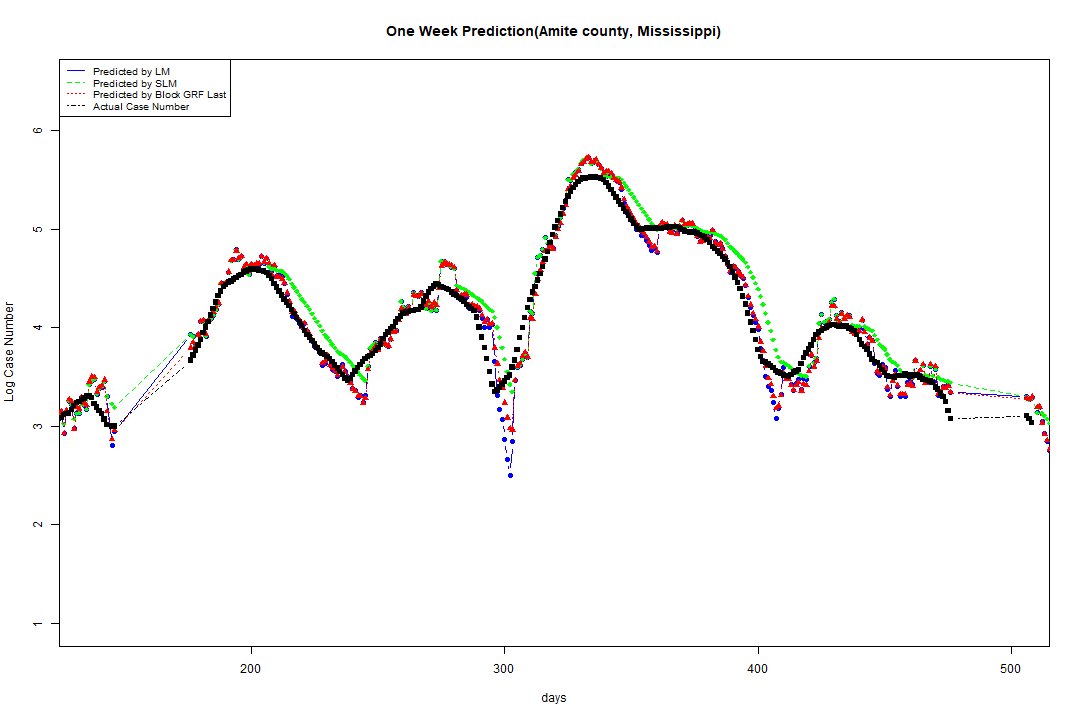 One Week Prediction(Amite county, Mississippi)
Predicted by LM
Predicted by SLM
Predicted by Block GRF Last
Actual Case Number
6
5
4
3
2
1
Log Case Number
200 300 400 500
days